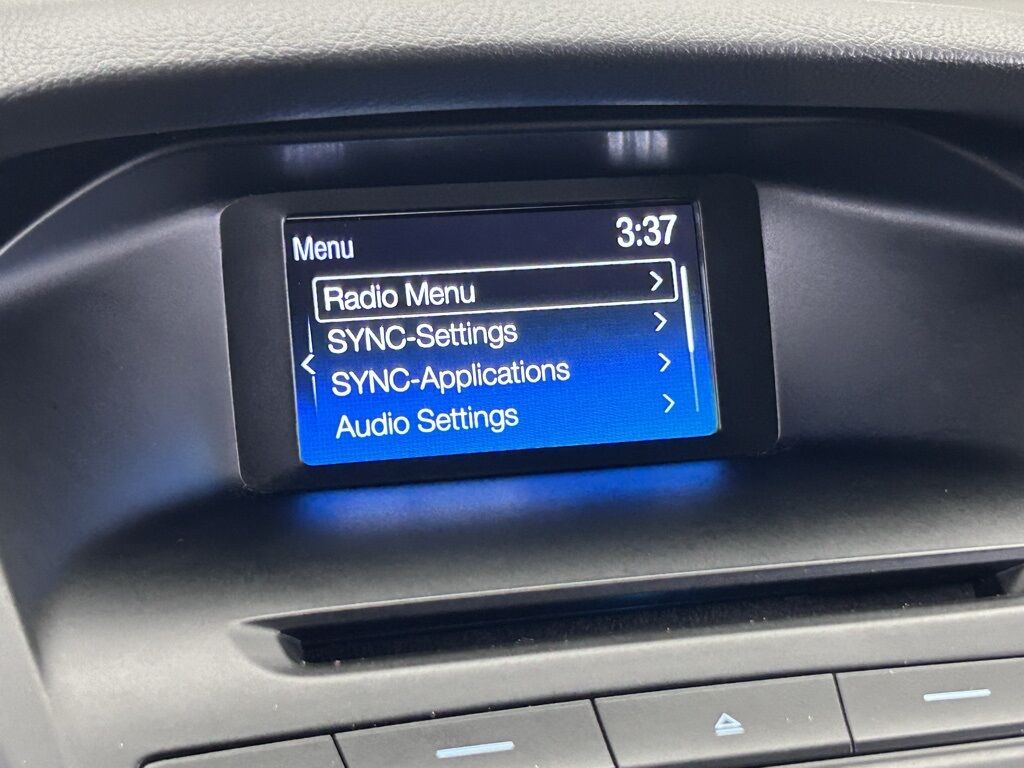 Menu 3:37
Radio Menu
SYNC-Settings
SYNC-Applications
Audio Settings